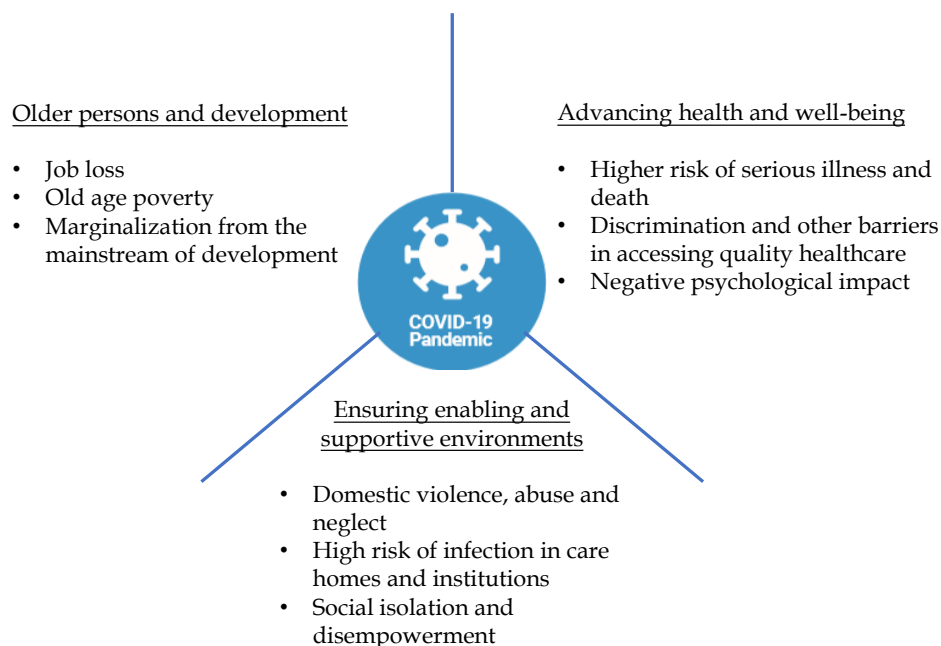 Older persons and development
• Job loss
• Old age poverty
• Marginalization from the
mainstream of development
Advancing health and well-being
• Higher risk of serious illness and
death
• Discrimination and other barriers
in accessing quality healthcare
• Negative psychological impact
COVID-19
Pandemic
Ensuring enabling and
supportive environments
• Domestic violence, abuse and
neglect
• High risk of infection in care
homes and institutions
• Social isolation and
disempowerment